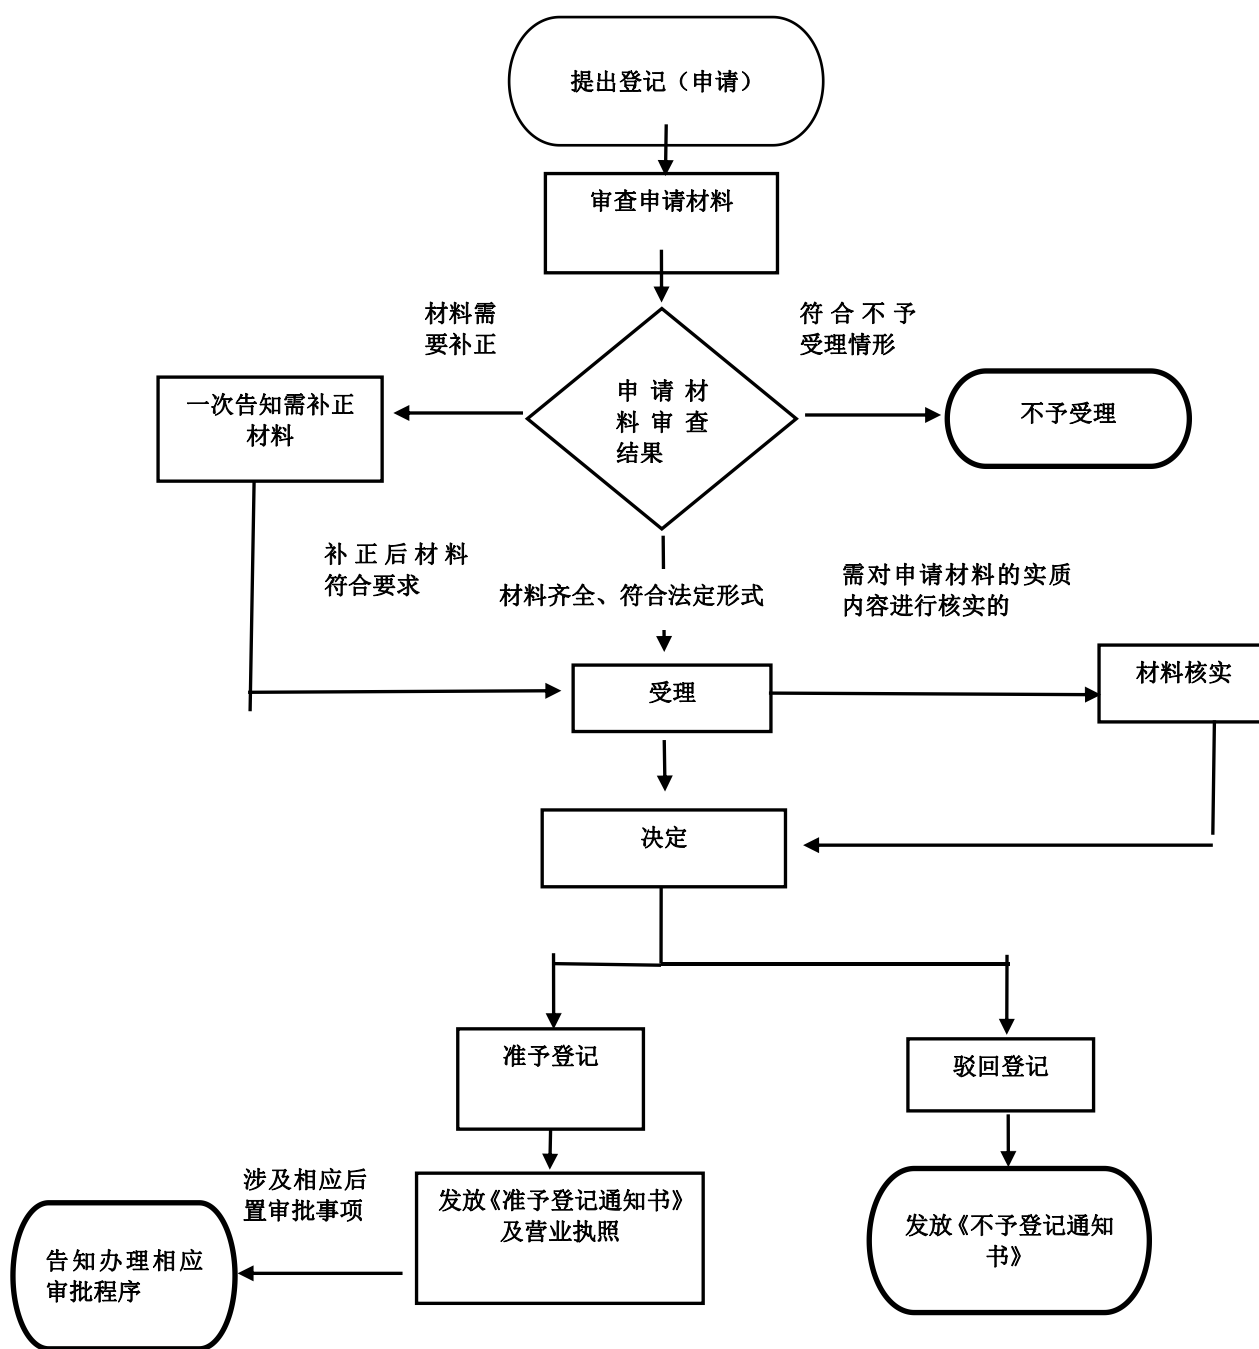 提出登记（申请）
审查申请材料
材料需
要补正
符合不予
受理情形
申请材
料审查
结果
一次告知需补正
材料
不予受理
补正后材料
符合要求
材料齐全、符合法定形式
需对申请材料的实质
内容进行核实的
受理
材料核实
决定
准予登记
驳回登记
涉及相应后
置审批事项
发放《准予登记通知书》
及营业执照
发放《不予登记通知
书》
告知办理相应
审批程序